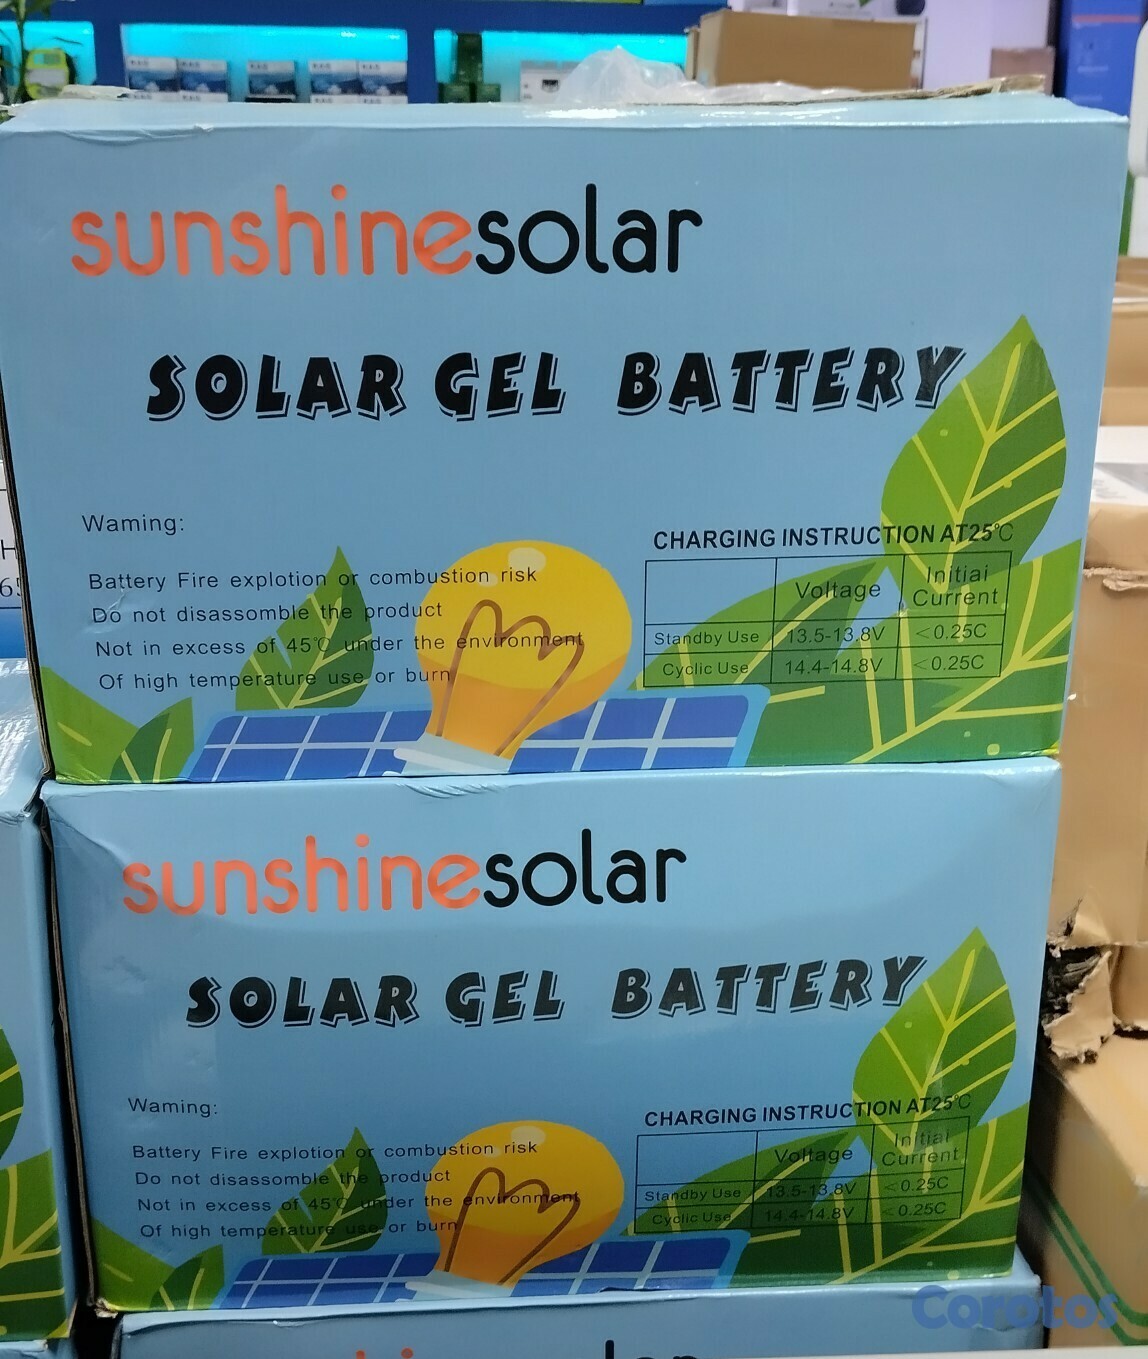 sunshinesolar
SOLAR GEL BATTERY
Waming:
Battery Fire explotion or combustion risk
Do not disassomble the product
Not in excess of 45℃ under the environment
Of high temperature use or burn
CHARGING INSTRUCTION AT25℃
Voltage Initial Current
Standby Use 13.5-13.8V <0.25C
Cyclic Use 14.4-14.8V <0.25C
sunshinesolar
SOLAR GEL BATTERY
Waming:
Battery Fire explotion or combustion risk
Do not disassomble the product
Not in excess of 45℃ under the environment
Of high temperature use or burn
CHARGING INSTRUCTION AT25℃
Voltage Initial Current
Standby Use 13.5-13.8V <0.25C
Cyclic Use 14.4-14.8V <0.25C
Corotos